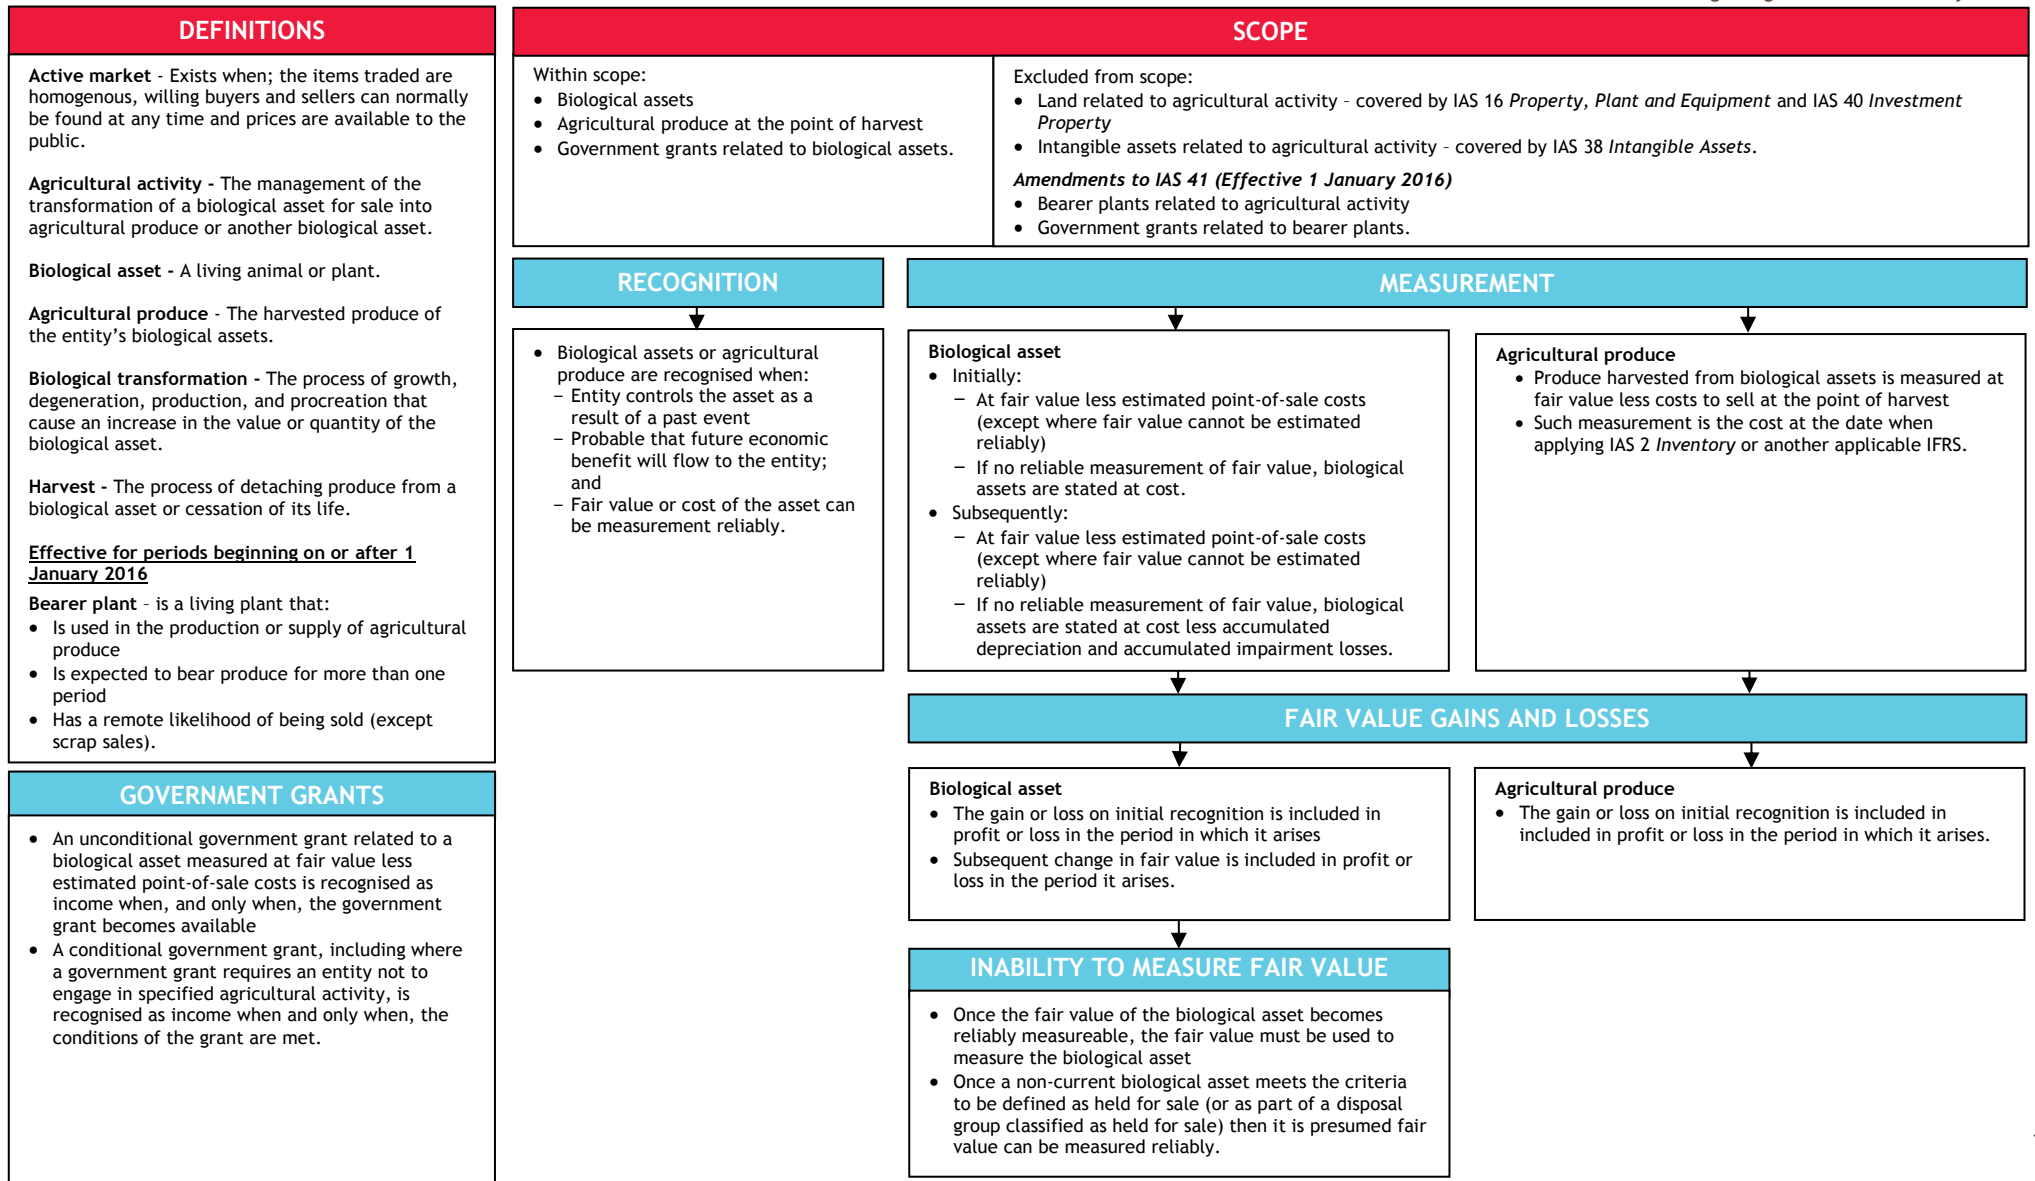 DEFINITIONS
Active market - Exists when; the items traded are
homogenous, willing buyers and sellers can normally
be found at any time and prices are available to the
public.
Agricultural activity - The management of the
transformation of a biological asset for sale into
agricultural produce or another biological asset.
Biological asset - A living animal or plant.
Agricultural produce - The harvested produce of
the entity’s biological assets.
Biological transformation - The process of growth,
degeneration, production, and procreation that
cause an increase in the value or quantity of the
biological asset.
Harvest - The process of detaching produce from a
biological asset or cessation of its life.
Effective for periods beginning on or after 1
January 2016
Bearer plant – is a living plant that:
• Is used in the production or supply of agricultural
produce
• Is expected to bear produce for more than one
period
• Has a remote likelihood of being sold (except
scrap sales).
GOVERNMENT GRANTS
• An unconditional government grant related to a
biological asset measured at fair value less
estimated point-of-sale costs is recognised as
income when, and only when, the government
grant becomes available
• A conditional government grant, including where
a government grant requires an entity not to
engage in specified agricultural activity, is
recognised as income when and only when, the
conditions of the grant are met.
SCOPE
Within scope:
• Biological assets
• Agricultural produce at the point of harvest
• Government grants related to biological assets.
Excluded from scope:
• Land related to agricultural activity – covered by IAS 16 Property, Plant and Equipment and IAS 40 Investment
Property
• Intangible assets related to agricultural activity – covered by IAS 38 Intangible Assets.
Amendments to IAS 41 (Effective 1 January 2016)
• Bearer plants related to agricultural activity
• Government grants related to bearer plants.
RECOGNITION
• Biological assets or agricultural
produce are recognised when:
− Entity controls the asset as a
result of a past event
− Probable that future economic
benefit will flow to the entity;
and
− Fair value or cost of the asset can
be measurement reliably.
MEASUREMENT
Biological asset
• Initially:
− At fair value less estimated point-of-sale costs
(except where fair value cannot be estimated
reliably)
− If no reliable measurement of fair value, biological
assets are stated at cost.
• Subsequently:
− At fair value less estimated point-of-sale costs
(except where fair value cannot be estimated
reliably)
− If no reliable measurement of fair value, biological
assets are stated at cost less accumulated
depreciation and accumulated impairment losses.
Agricultural produce
• Produce harvested from biological assets is measured at
fair value less costs to sell at the point of harvest
• Such measurement is the cost at the date when
applying IAS 2 Inventory or another applicable IFRS.
FAIR VALUE GAINS AND LOSSES
Biological asset
• The gain or loss on initial recognition is included in
profit or loss in the period in which it arises
• Subsequent change in fair value is included in profit or
loss in the period it arises.
Agricultural produce
• The gain or loss on initial recognition is included in
included in profit or loss in the period in which it arises.
INABILITY TO MEASURE FAIR VALUE
• Once the fair value of the biological asset becomes
reliably measureable, the fair value must be used to
measure the biological asset
• Once a non-current biological asset meets the criteria
to be defined as held for sale (or as part of a disposal
group classified as held for sale) then it is presumed fair
value can be measured reliably.